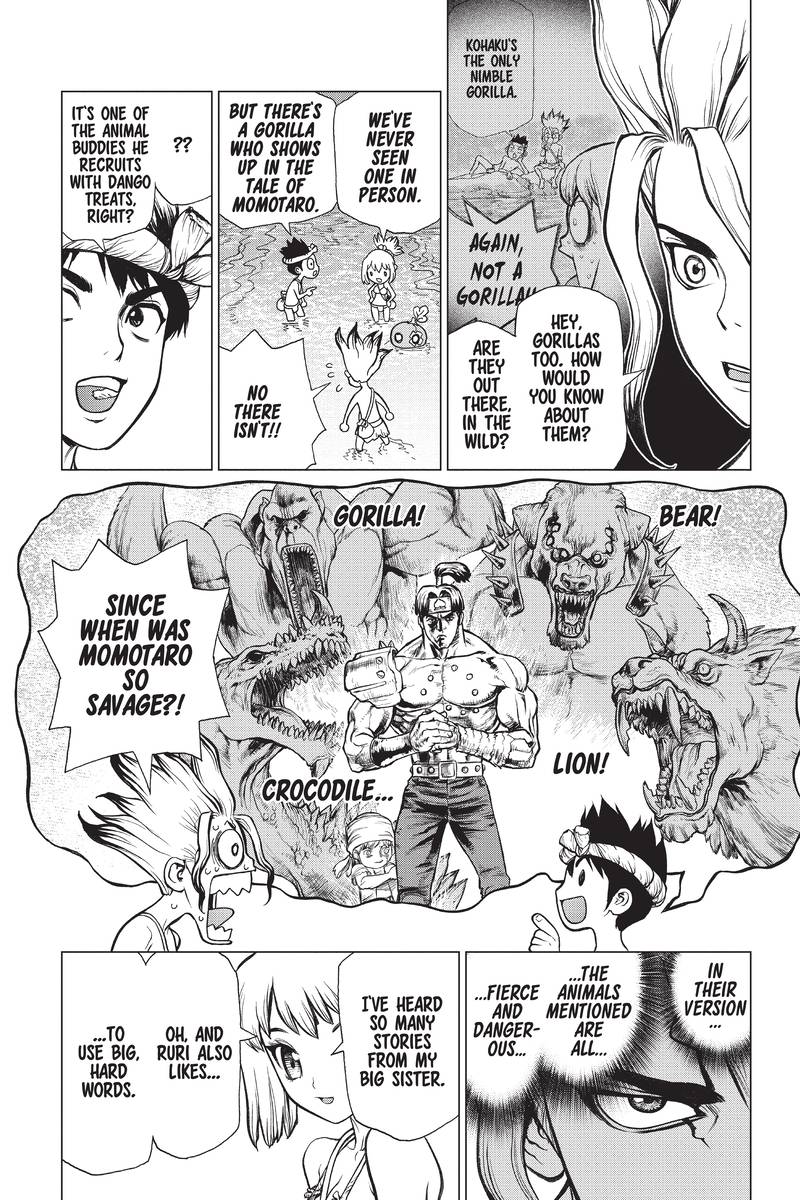 KOHAKU'S
THE ONLY
NIMBLE
GORILLA.
AGAIN,
NOT A
GORILLA!!
HEY,
GORILLAS
TOO. HOW
WOULD
YOU KNOW
ABOUT
THEM?
ARE
THEY
OUT
THERE,
IN THE
WILD?
WE'VE
NEVER
SEEN
ONE IN
PERSON.
BUT THERE'S
A GORILLA
WHO SHOWS
UP IN THE
TALE OF
MOMOTARO.
NO
THERE
ISN'T!!
??
IT'S ONE OF
THE ANIMAL
BUDDIES HE
RECRUITS
WITH DANGO
TREATS,
RIGHT?
BEAR!
GORILLA!
LION!
CROCODILE...
SINCE
WHEN WAS
MOMOTARO
SO
SAVAGE?!
IN
THEIR
VERSION
...
...THE
ANIMALS
MENTIONED
ARE
ALL...
...FIERCE
AND
DANGER-
OUS...
I'VE HEARD
SO MANY
STORIES
FROM MY
BIG SISTER.
OH, AND
RURI ALSO
LIKES...
...TO
USE BIG,
HARD
WORDS.